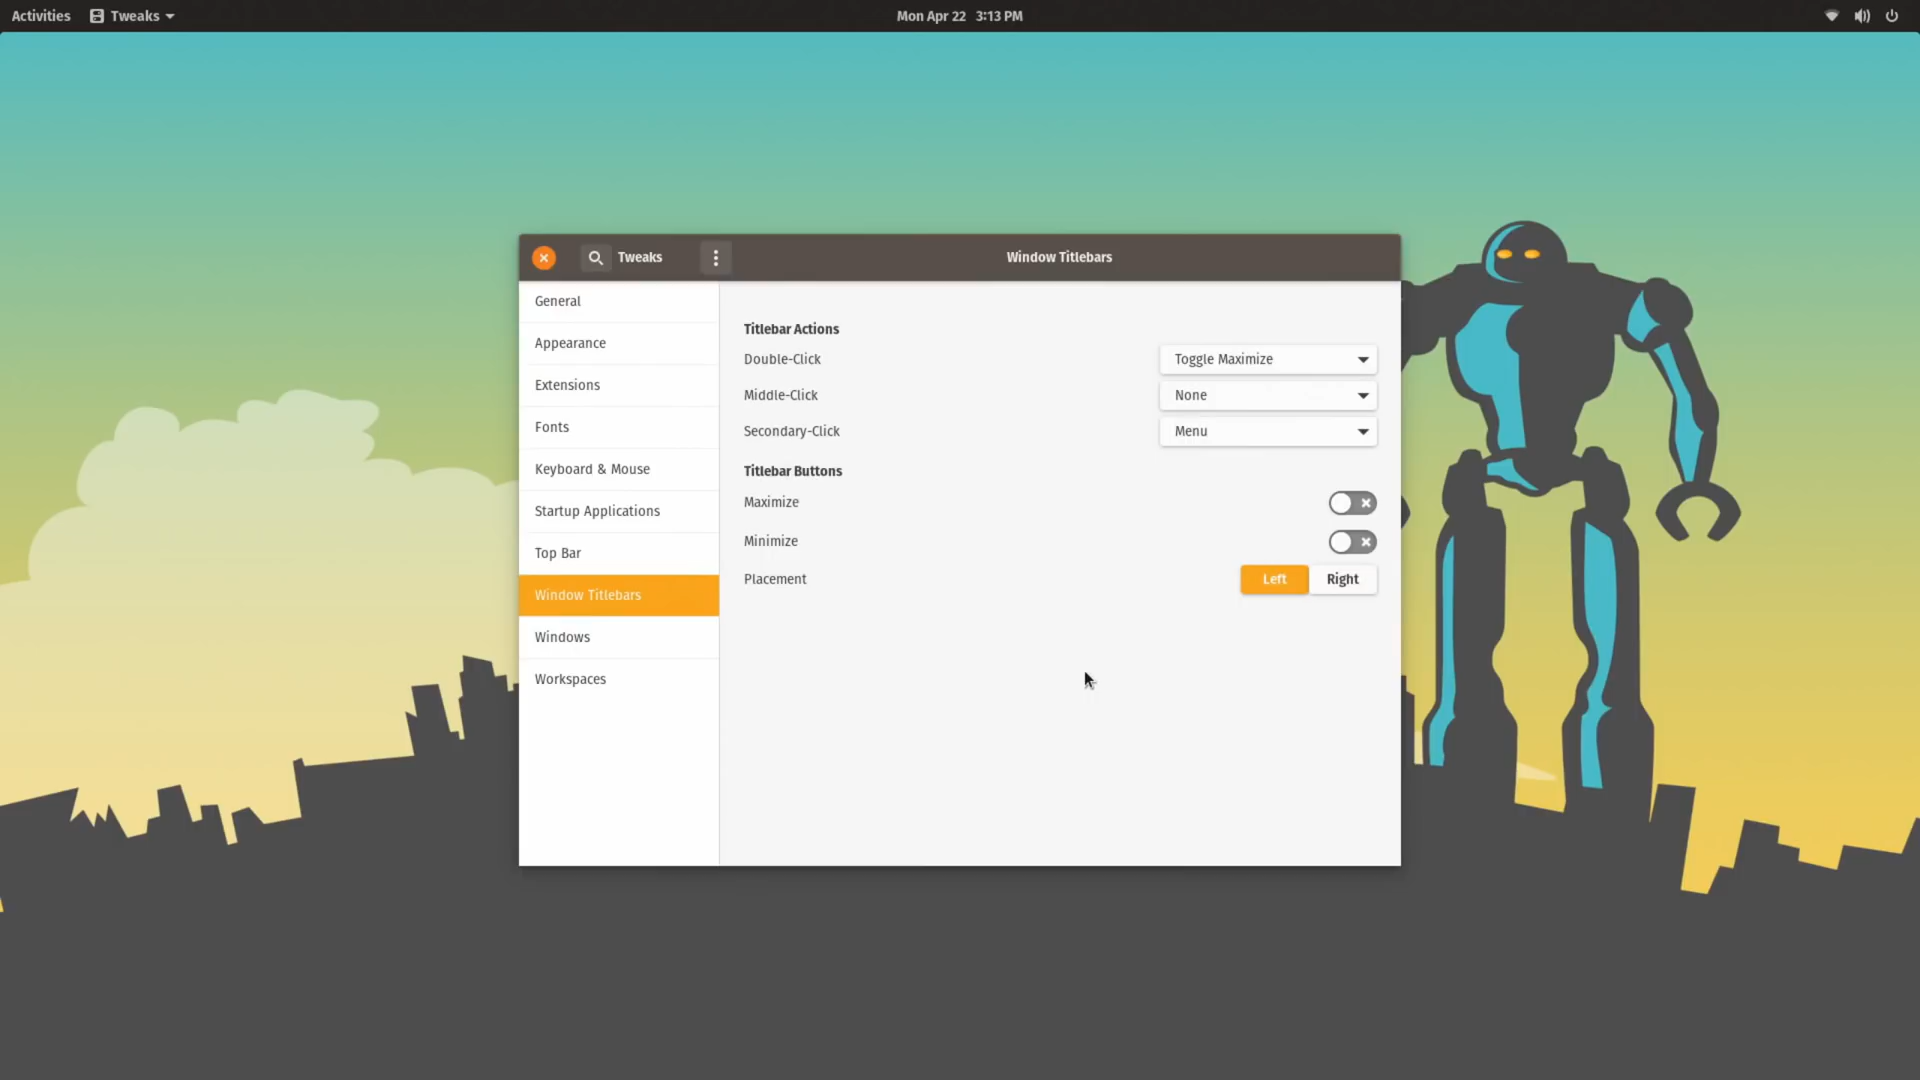 Activities
Tweaks
Mon Apr 22 3:13 PM
Tweaks
Window Titlebars
General
Appearance
Extensions
Fonts
Keyboard & Mouse
Startup Applications
Top Bar
Window Titlebars
Windows
Workspaces
Titlebar Actions
Double-Click Toggle Maximize
Middle-Click None
Secondary-Click Menu
Titlebar Buttons
Maximize
Minimize
Placement Left Right